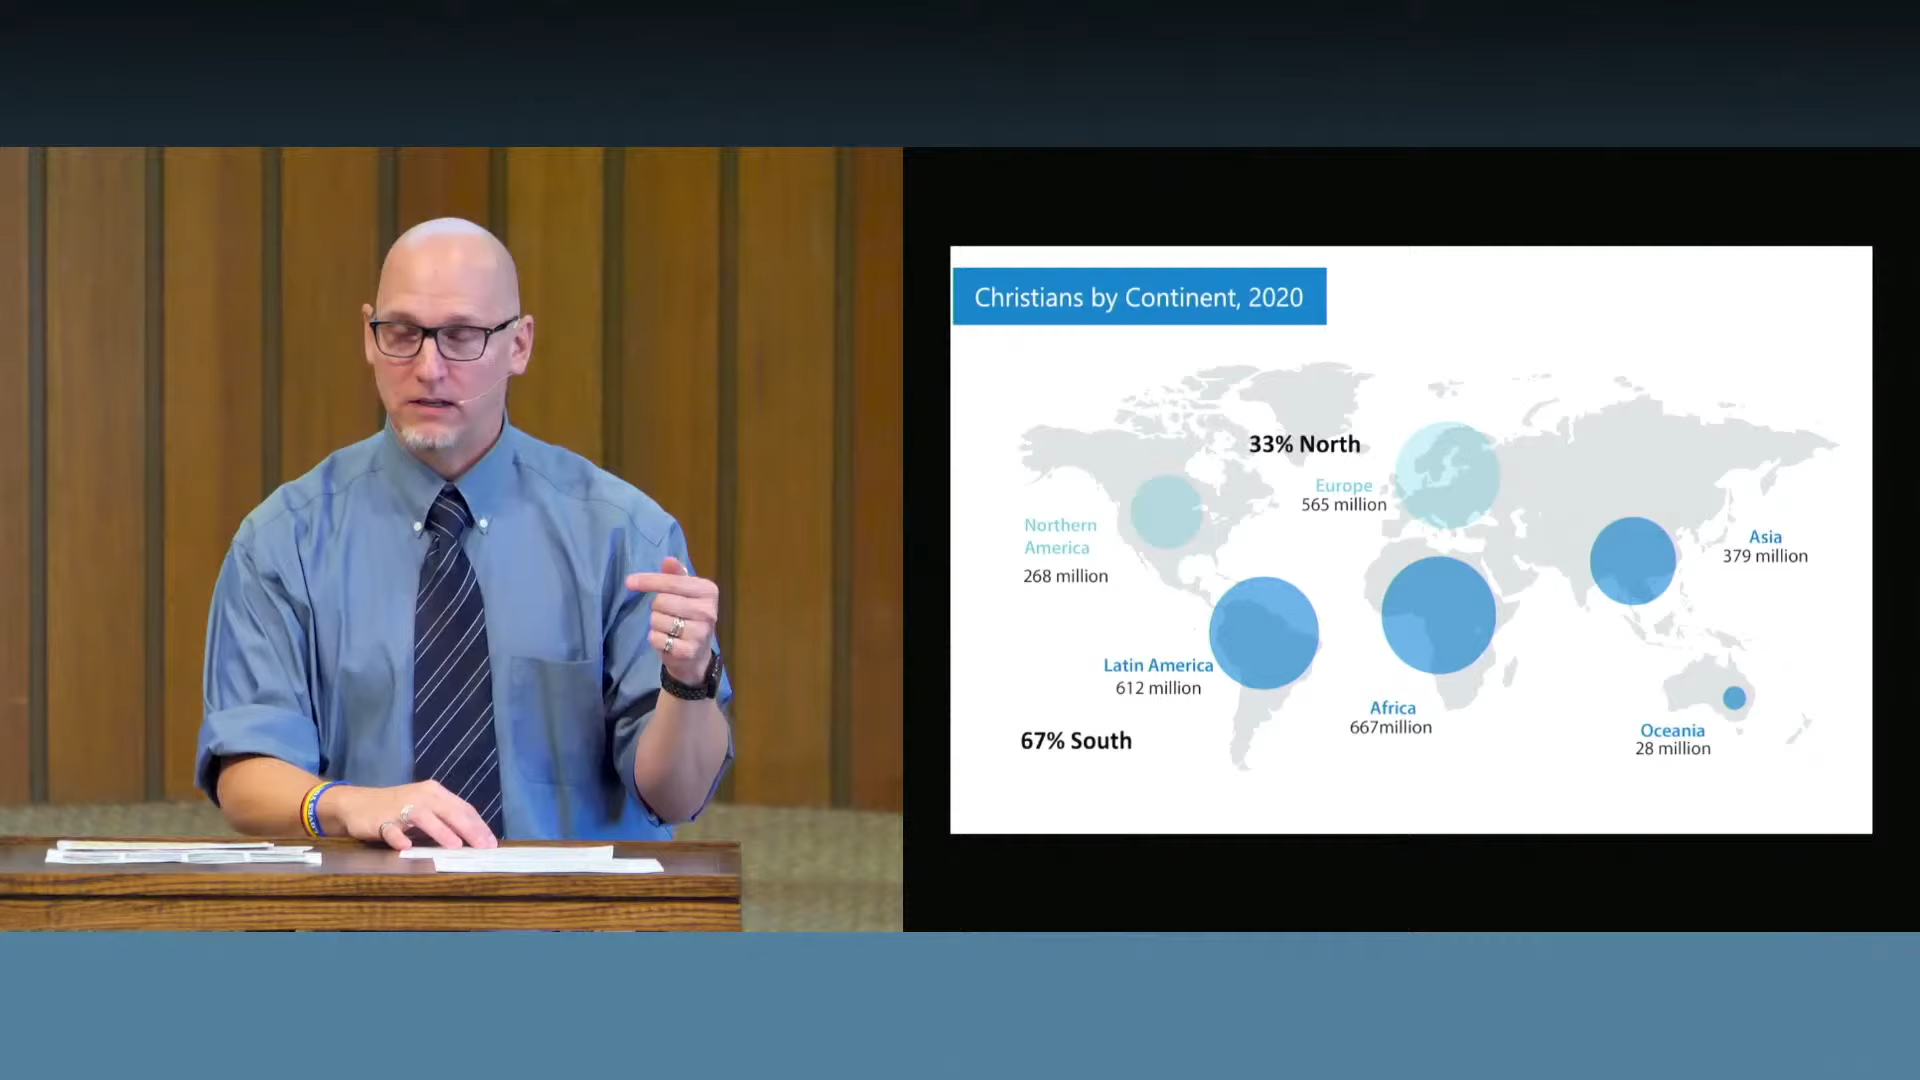 Christians by Continent, 2020
33% North
Europe
565 million
Northern
America
268 million
Asia
379 million
Latin America
612 million
Africa
667million
Oceania
28 million
67% South